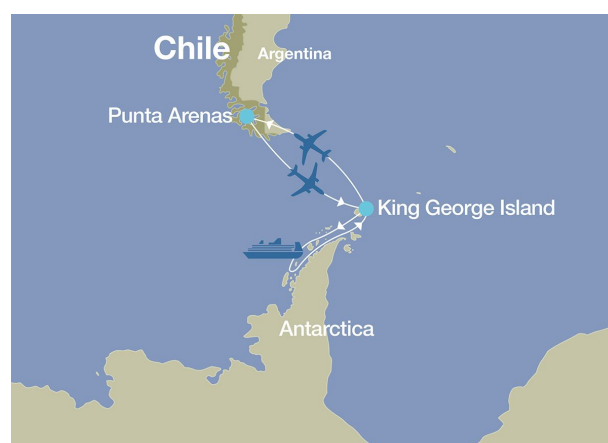 Chile
Argentina
Punta Arenas
King George Island
Antarctica